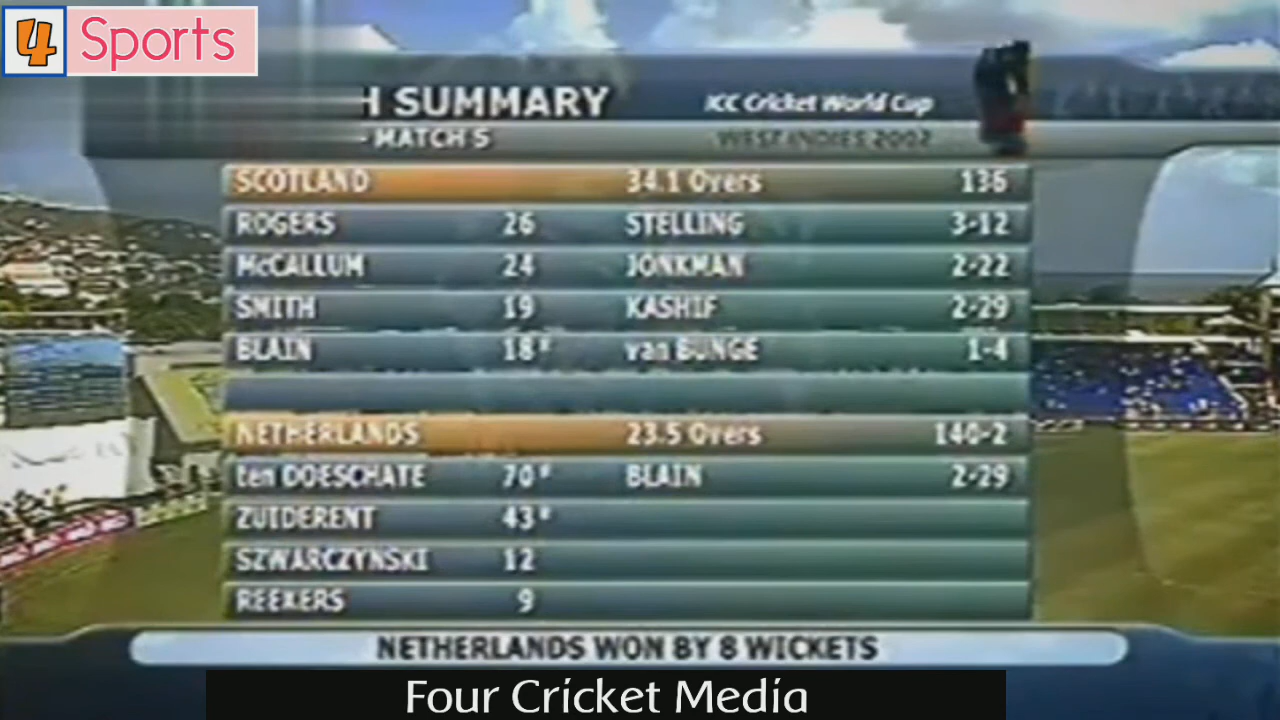 4 Sports
H SUMMARY ICC Cricket World Cup
- MATCH 5 WEST INDIES 2007
SCOTLAND 34.1 Overs 136
ROGERS 26 STELLING 3-12
McCALLUM 24 JONKMAN 2-22
SMITH 19 KASHIF 2-29
BLAIN 18* van BUNGE 1-4
NETHERLANDS 23.5 Overs 140-2
ten DOESCHATE 70* BLAIN 2-29
ZUIDERENT 43*
SZWARCZYNSKI 12
REEKERS 9
NETHERLANDS WON BY 8 WICKETS
Four Cricket Media